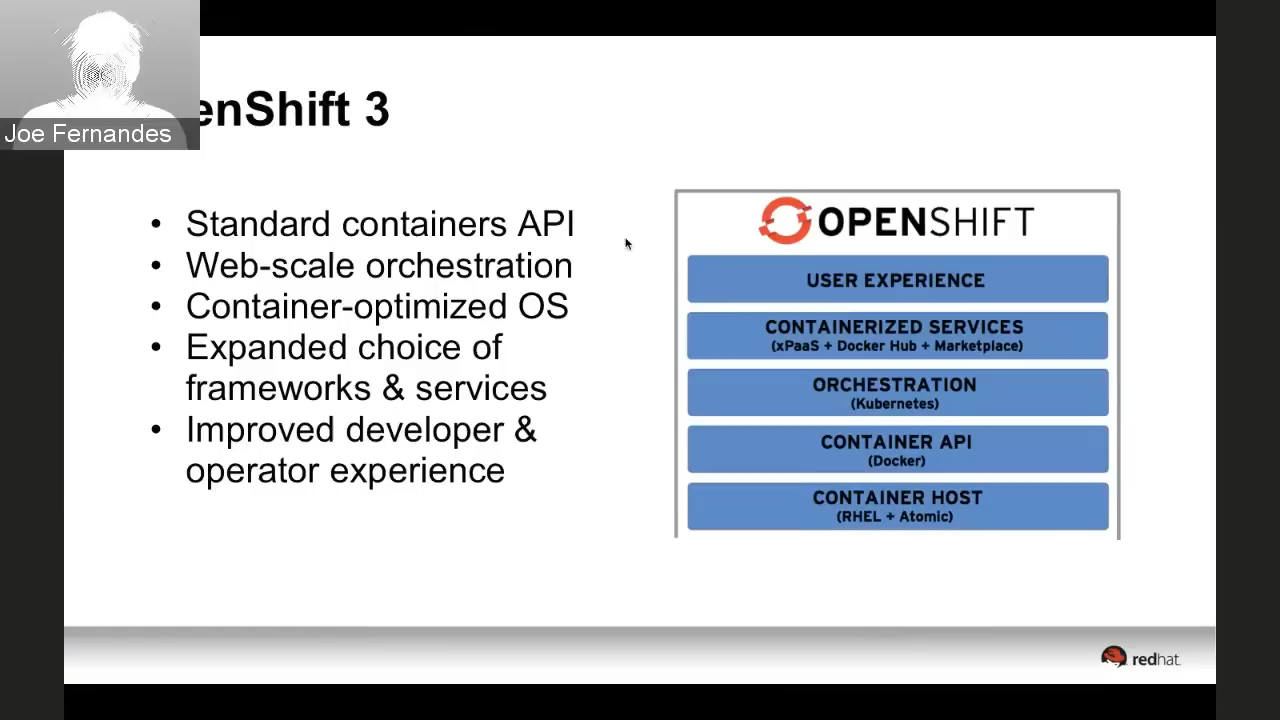 Joe Fernandes
enShift 3
• Standard containers API
• Web-scale orchestration
• Container-optimized OS
• Expanded choice of
frameworks & services
• Improved developer &
operator experience
OPENSHIFT
USER EXPERIENCE
CONTAINERIZED SERVICES
(xPaaS + Docker Hub + Marketplace)
ORCHESTRATION
(Kubernetes)
CONTAINER API
(Docker)
CONTAINER HOST
(RHEL + Atomic)
redhat.